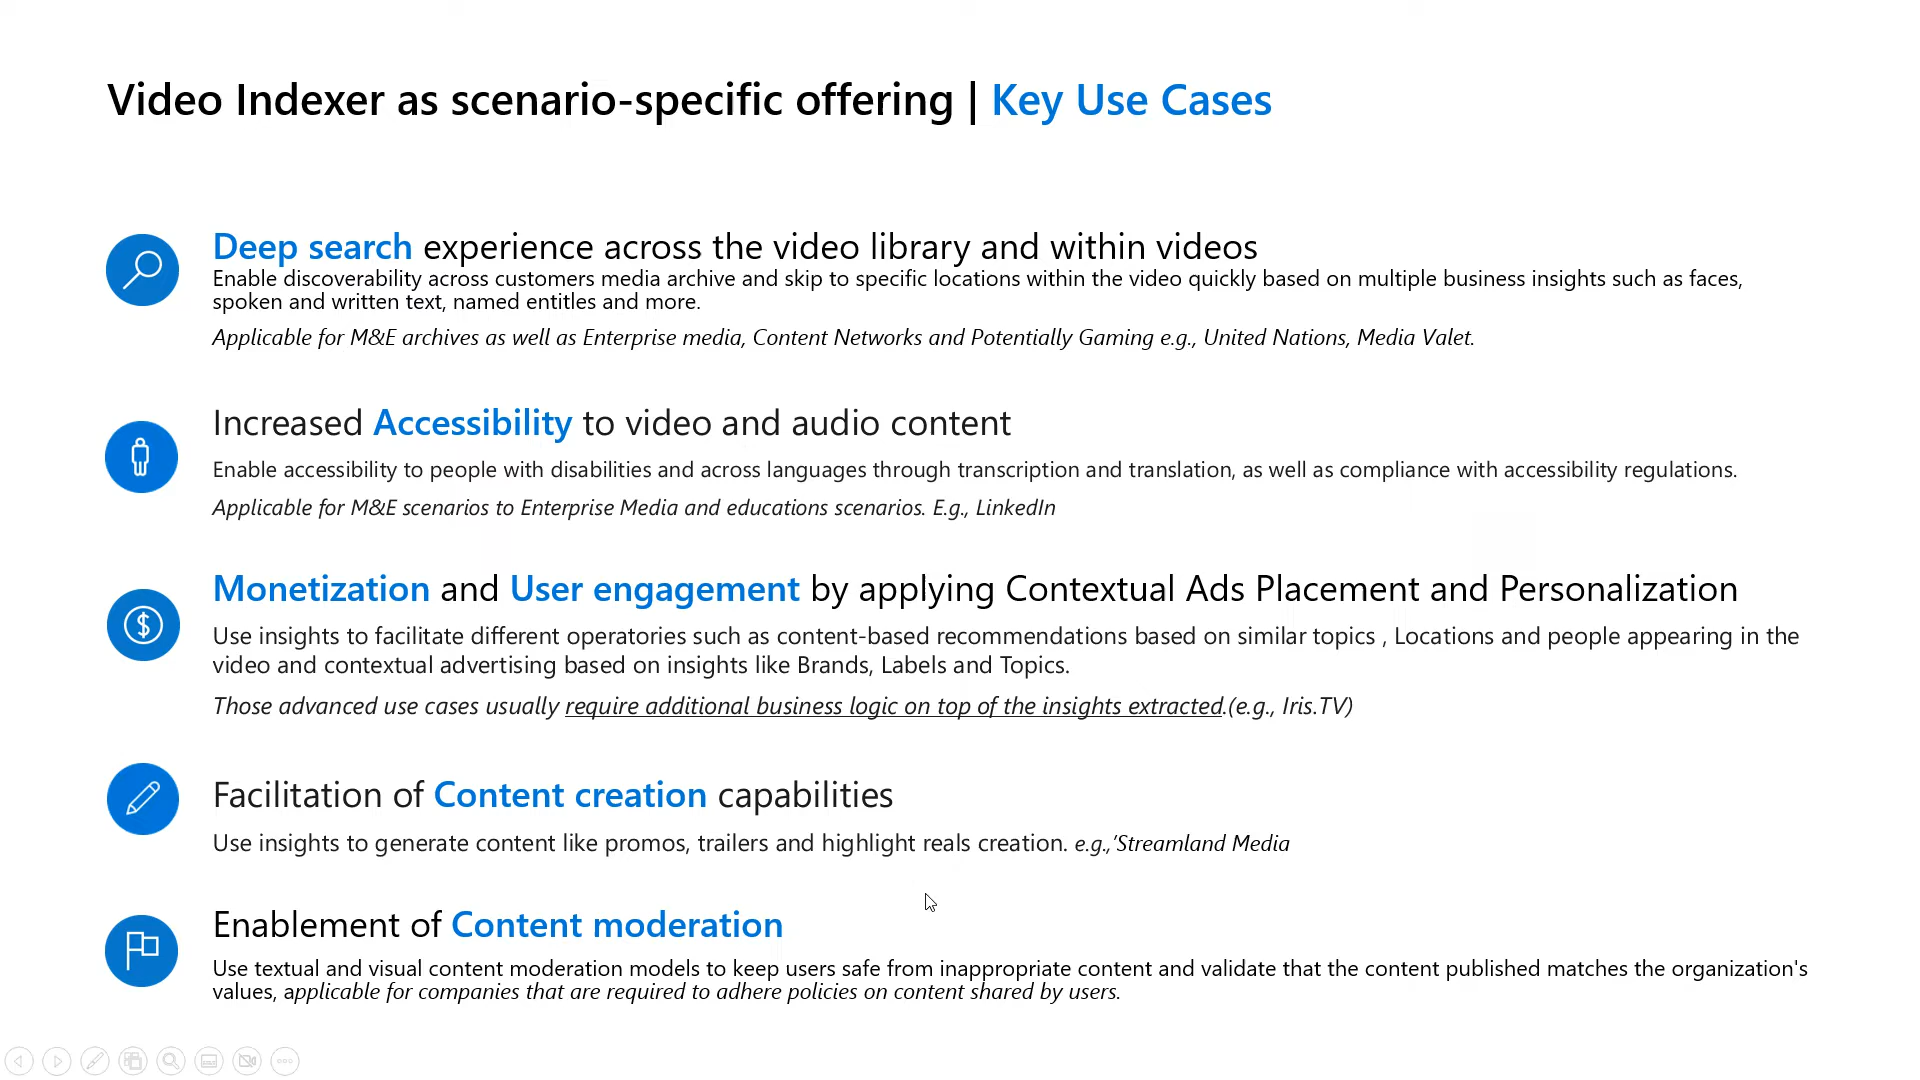 Video Indexer as scenario-specific offering | Key Use Cases
Deep search experience across the video library and within videos
Enable discoverability across customers media archive and skip to specific locations within the video quickly based on multiple business insights such as faces,
spoken and written text, named entitles and more.
Applicable for M&E archives as well as Enterprise media, Content Networks and Potentially Gaming e.g., United Nations, Media Valet.
Increased Accessibility to video and audio content
Enable accessibility to people with disabilities and across languages through transcription and translation, as well as compliance with accessibility regulations.
Applicable for M&E scenarios to Enterprise Media and educations scenarios. E.g., LinkedIn
Monetization and User engagement by applying Contextual Ads Placement and Personalization
Use insights to facilitate different operatories such as content-based recommendations based on similar topics , Locations and people appearing in the
video and contextual advertising based on insights like Brands, Labels and Topics.
Those advanced use cases usually require additional business logic on top of the insights extracted.(e.g., Iris.TV)
Facilitation of Content creation capabilities
Use insights to generate content like promos, trailers and highlight reals creation. e.g.,’Streamland Media
Enablement of Content moderation
Use textual and visual content moderation models to keep users safe from inappropriate content and validate that the content published matches the organization's
values, applicable for companies that are required to adhere policies on content shared by users.